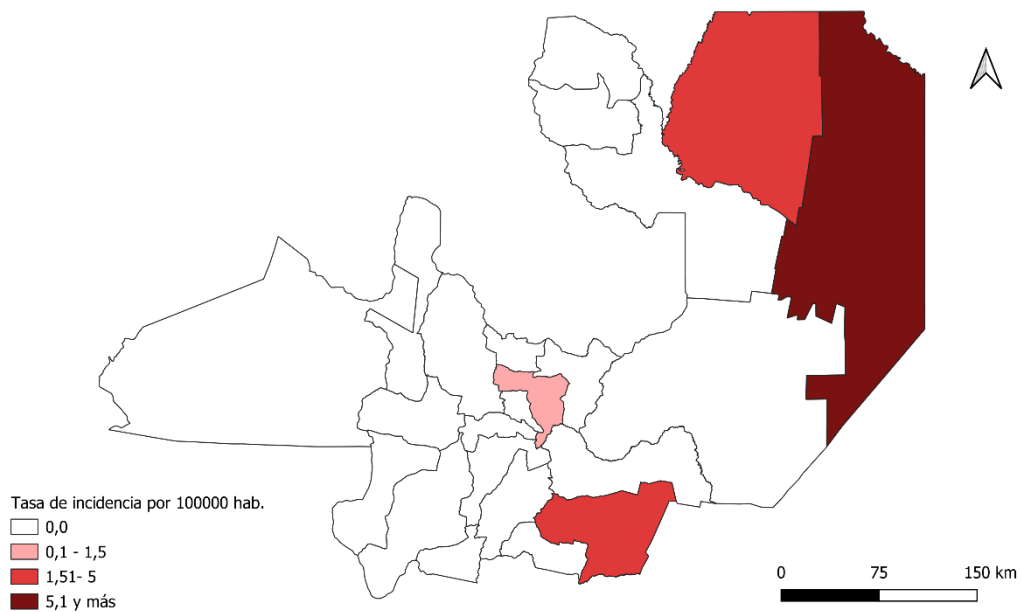 Tasa de incidencia por 100000 hab.
0,0
0,1 - 1,5
1,51- 5
5,1 y más
0 75 150 km